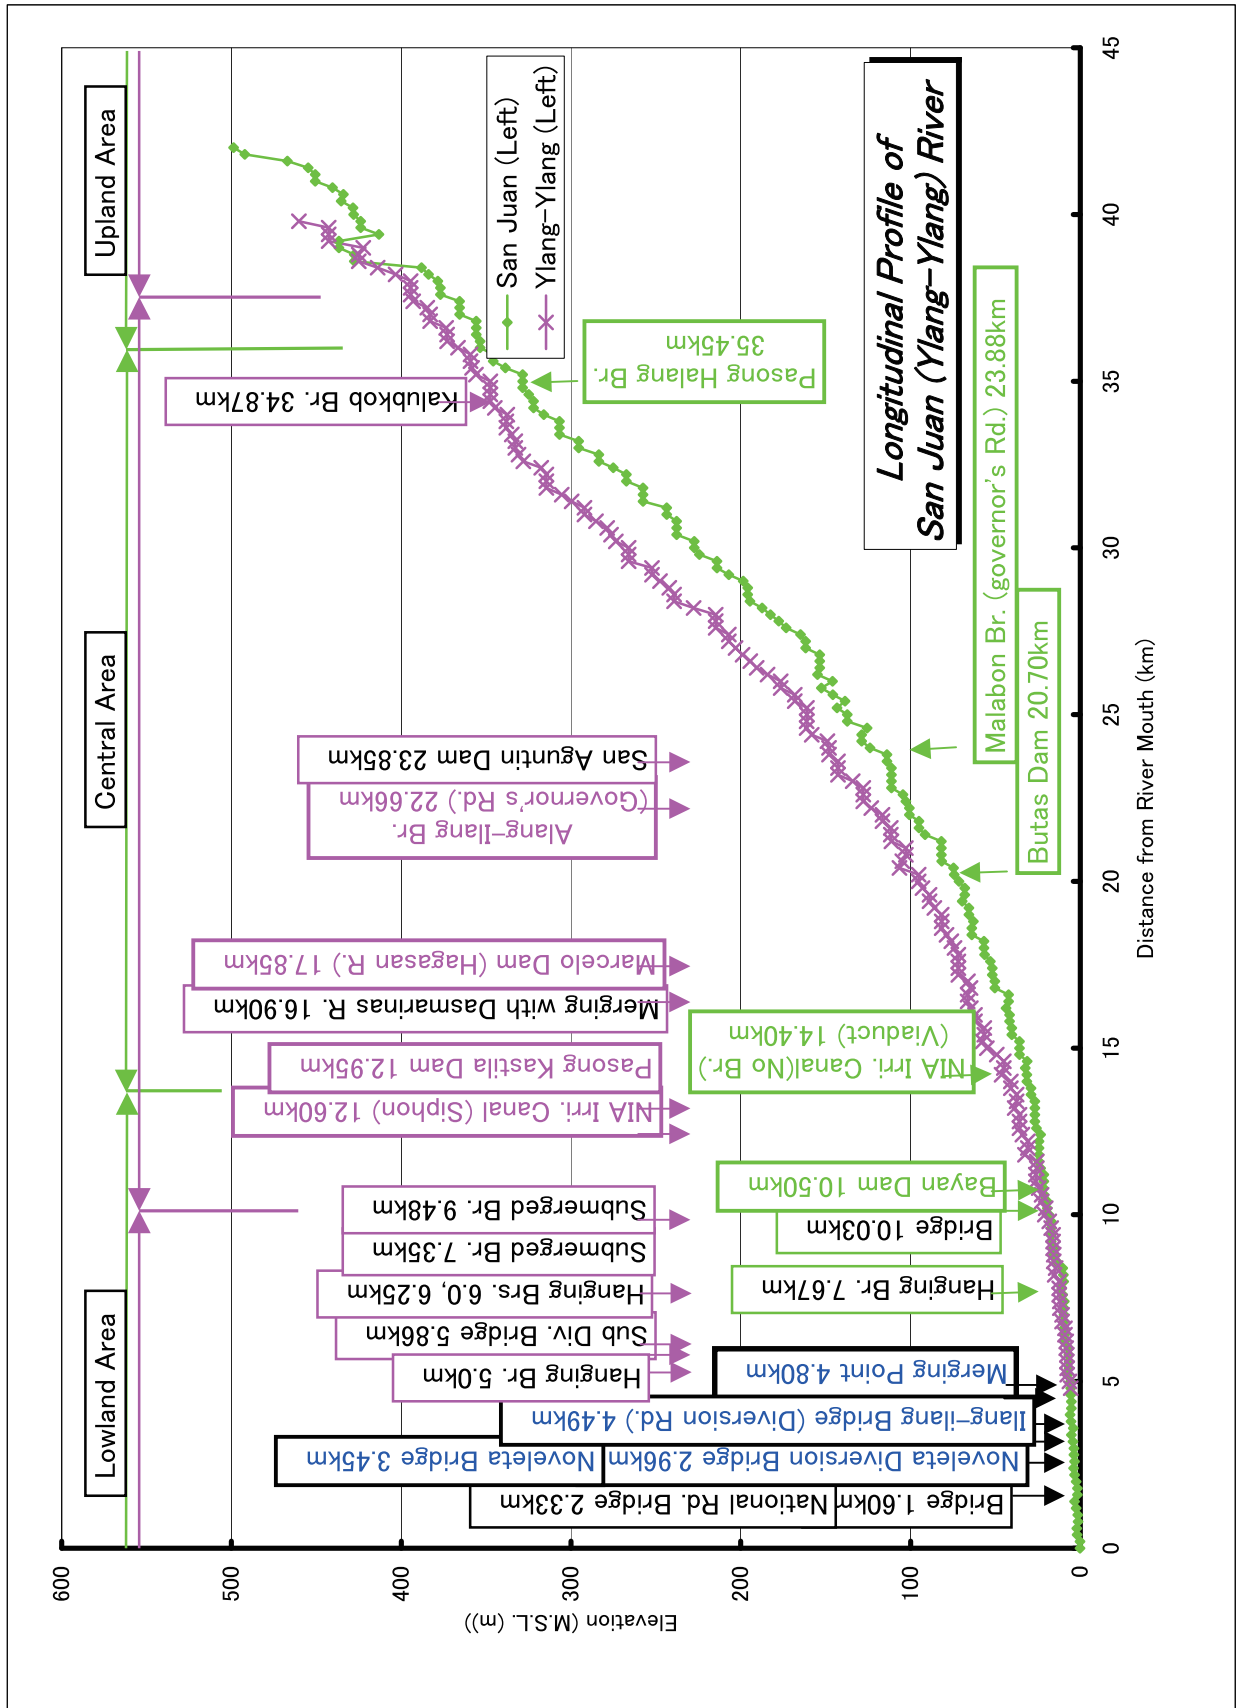 Longitudinal Profile of
San Juan (Ylang-Ylang) River
Lowland Area
Central Area
Upland Area
San Juan (Left)
Ylang-Ylang (Left)
Elevation (M.S.L. (m))
600
500
400
300
200
100
0
Distance from River Mouth (km)
0
5
10
15
20
25
30
35
40
45
Bridge 1.60km
National Rd. Bridge 2.33km
Noveleta Diversion Bridge 2.96km
Noveleta Bridge 3.45km
Ilang-ilang Bridge (Diversion Rd.) 4.49km
Merging Point 4.80km
Hanging Br. 5.0km
Sub Div. Bridge 5.86km
Hanging Brs. 6.0, 6.25km
Submerged Br. 7.35km
Submerged Br. 9.48km
Hanging Br. 7.67km
Bridge 10.03km
Bayan Dam 10.50km
NIA Irri. Canal (Siphon) 12.60km
Pasong Kastila Dam 12.95km
NIA Irri. Canal(No Br.)
(Viaduct) 14.40km
Merging with Dasmarinas R. 16.90km
Marcelo Dam (Hagasan R.) 17.85km
Alang-Ilang Br.
(Governor's Rd.) 22.66km
San Aguntin Dam 23.85km
Butas Dam 20.70km
Malabon Br. (governor's Rd.) 23.88km
Kalubkob Br. 34.87km
Pasong Halang Br.
35.45km